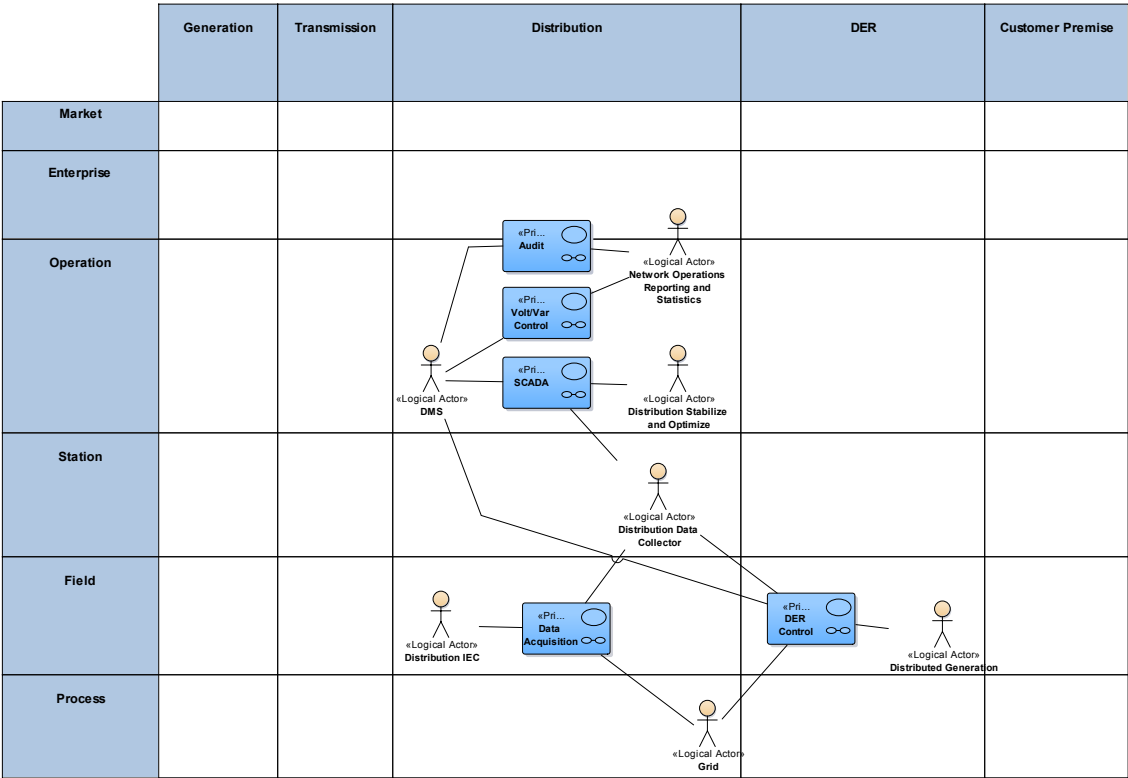 Generation
Transmission
Distribution
DER
Customer Premise
Market
Enterprise
Operation
«Pri...
Audit
«Logical Actor»
Network Operations
Reporting and
Statistics
«Pri...
Volt/Var
Control
«Logical Actor»
DMS
«Pri...
SCADA
«Logical Actor»
Distribution Stabilize
and Optimize
Station
«Logical Actor»
Distribution Data
Collector
Field
«Logical Actor»
Distribution IEC
«Pri...
Data
Acquisition
«Pri...
DER
Control
«Logical Actor»
Distributed Generation
Process
«Logical Actor»
Grid